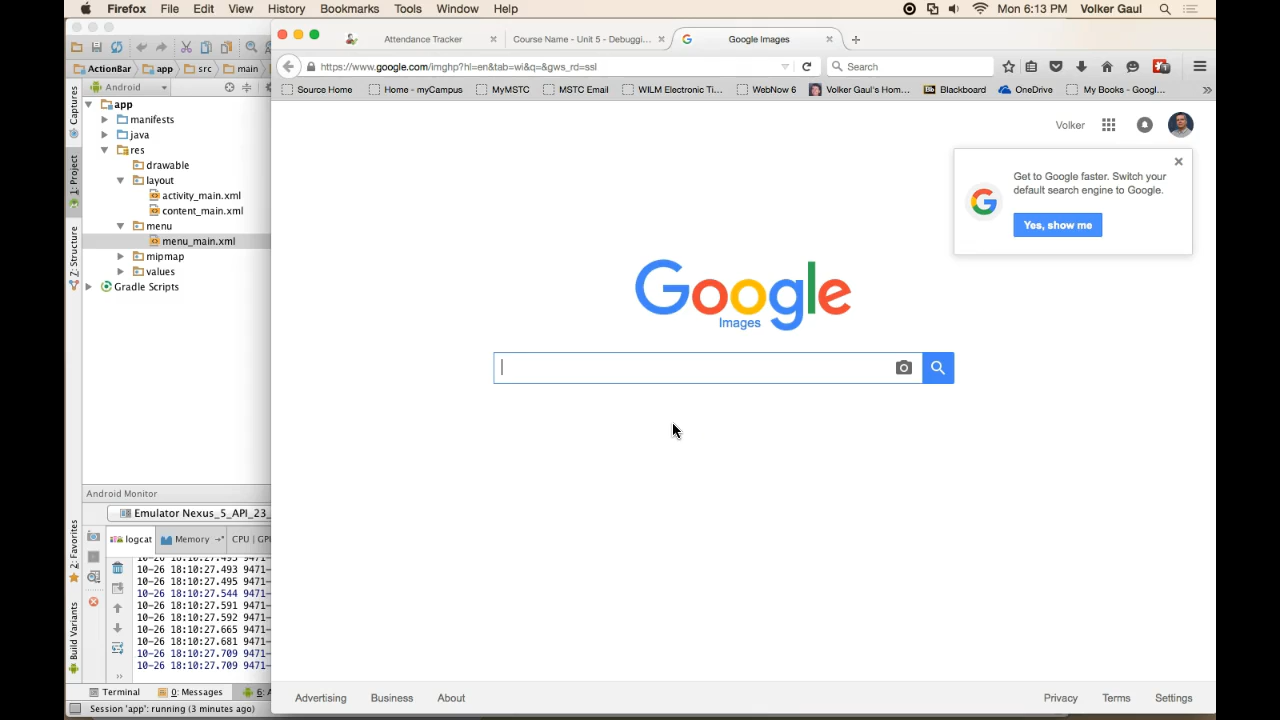 Firefox File Edit View History Bookmarks Tools Window Help Mon 6:13 PM Volker Gaul
Attendance Tracker Course Name - Unit 5 - Debuggi... Google Images
https://www.google.com/imghp?hl=en&tab=wi&q=&gws_rd=ssl Search
Source Home Home - myCampus MyMSTC MSTC Email WILM Electronic Ti... WebNow 6 Volker Gaul's Hom... Blackboard OneDrive My Books - Googl...
ActionBar app src main
Android
Captures
1: Project
Z: Structure
2: Favorites
Build Variants
app
manifests
java
res
drawable
layout
activity_main.xml
content_main.xml
menu
menu_main.xml
mipmap
values
Gradle Scripts
Volker
Get to Google faster. Switch your
default search engine to Google.
Yes, show me
Google
Images
Android Monitor
Emulator Nexus_5_API_23_
logcat Memory CPU | GPU
10-26 18:10:27.493 9471-
10-26 18:10:27.493 9471-
10-26 18:10:27.495 9471-
10-26 18:10:27.544 9471-
10-26 18:10:27.591 9471-
10-26 18:10:27.592 9471-
10-26 18:10:27.665 9471-
10-26 18:10:27.681 9471-
10-26 18:10:27.709 9471-
10-26 18:10:27.709 9471-
Terminal 0: Messages 6:
Session 'app': running (3 minutes ago)
Advertising Business About Privacy Terms Settings